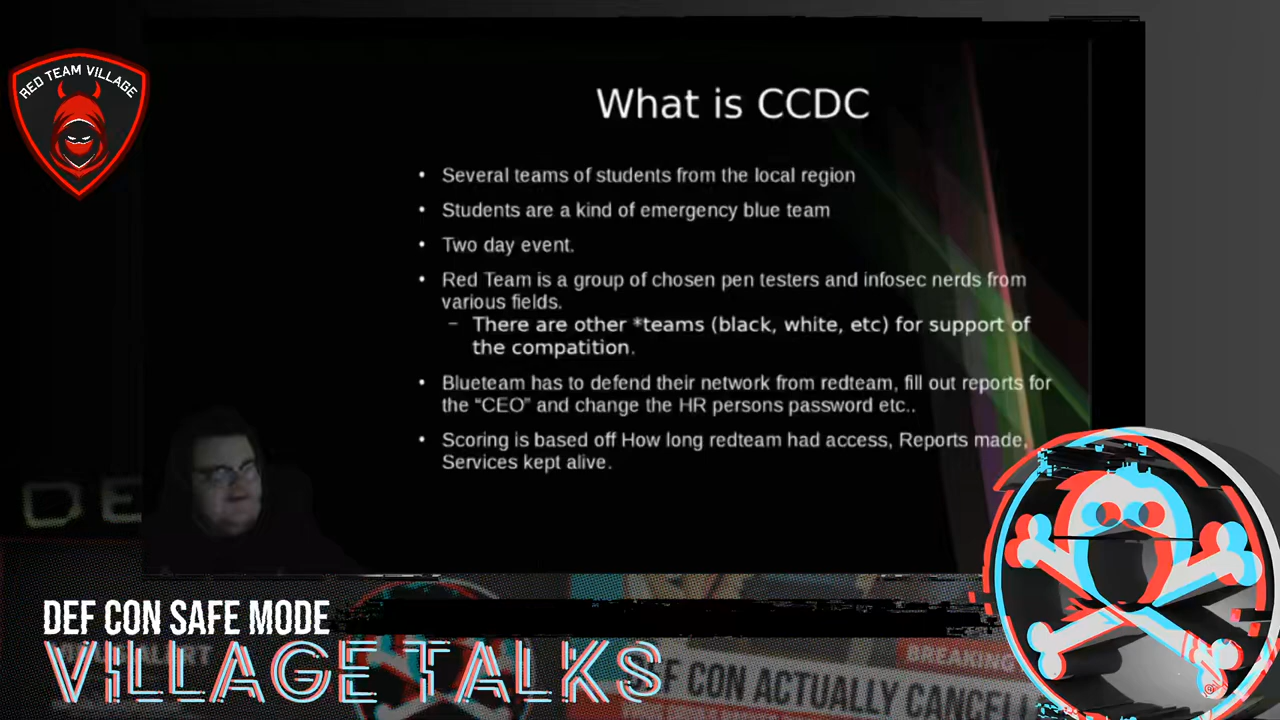 RED TEAM VILLAGE
What is CCDC
• Several teams of students from the local region
• Students are a kind of emergency blue team
• Two day event.
• Red Team is a group of chosen pen testers and infosec nerds from
various fields.
– There are other *teams (black, white, etc) for support of
the compatition.
• Blueteam has to defend their network from redteam, fill out reports for
the “CEO” and change the HR persons password etc..
• Scoring is based off How long redteam had access, Reports made,
Services kept alive.
DE
DEF CON SAFE MODE
VILLAGE TALKS
BREAKING
DEF CON ACTUALLY CANCEL